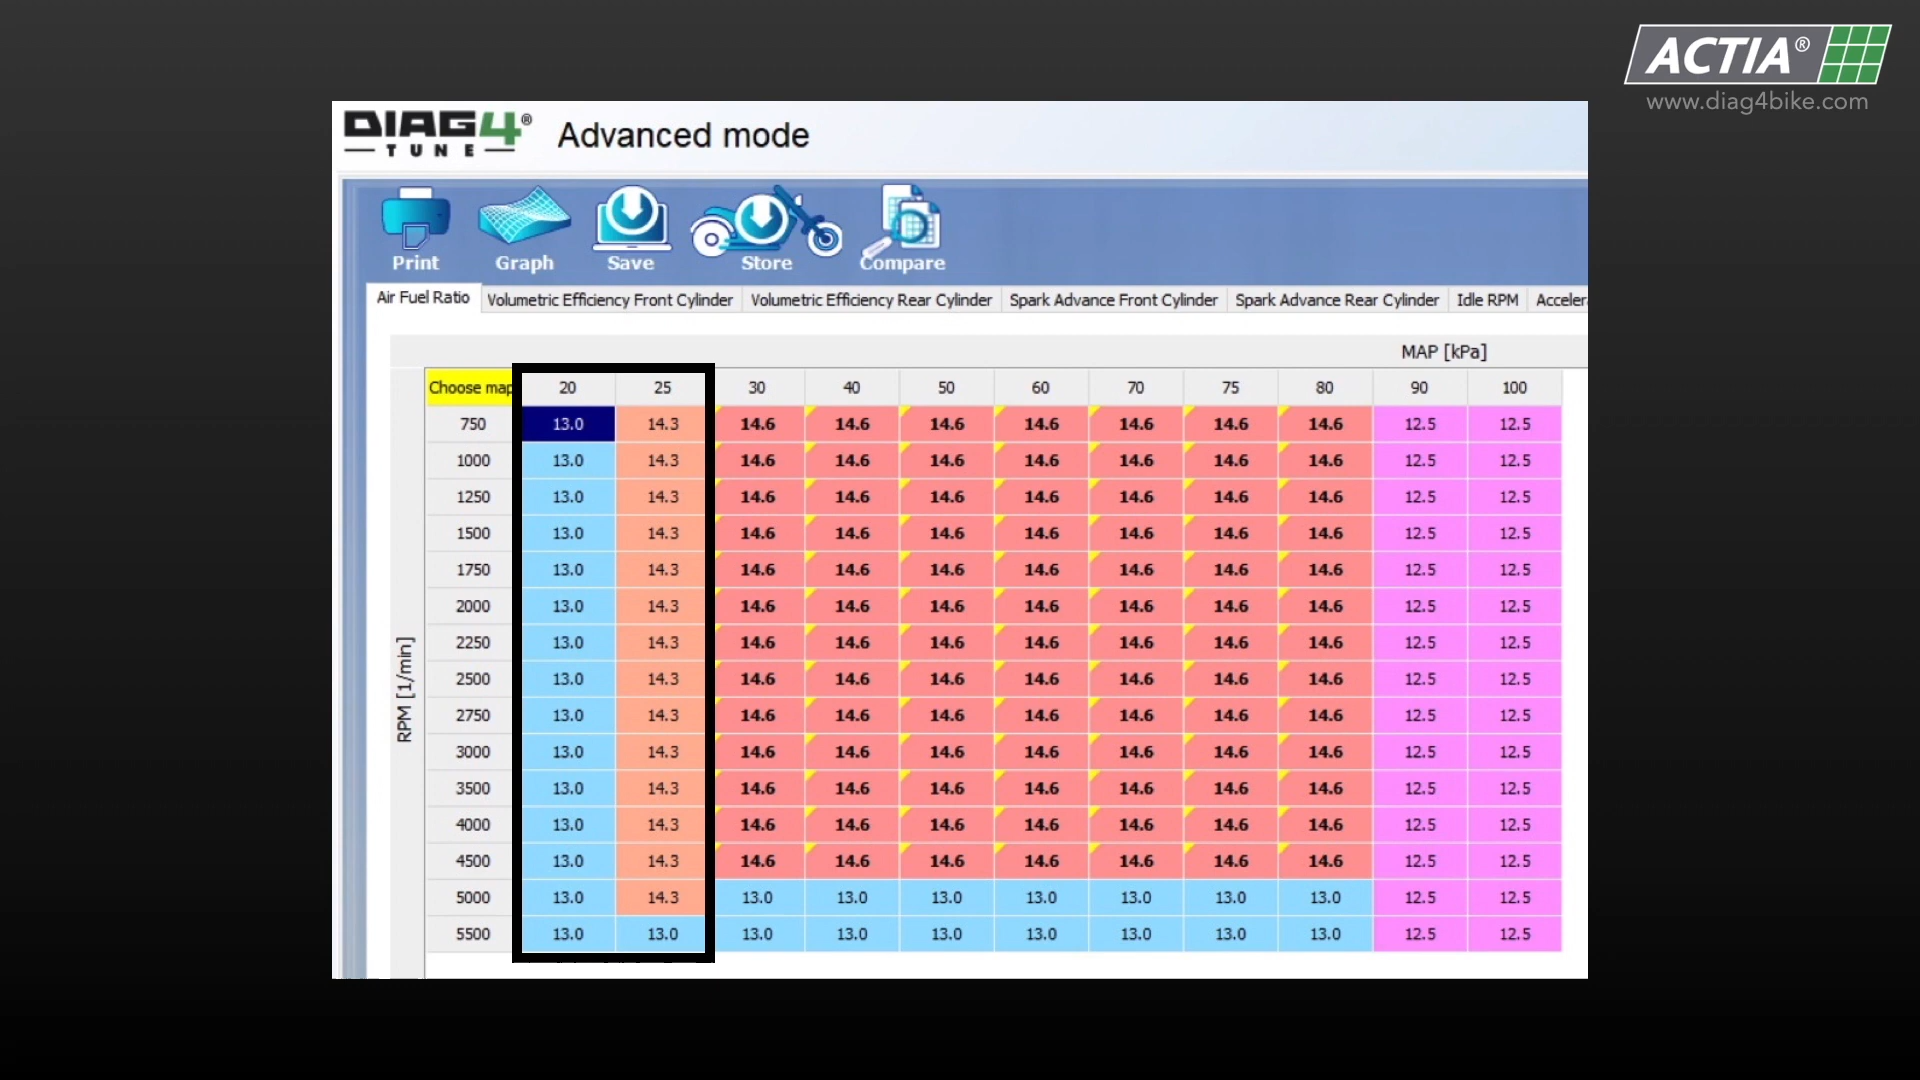 ACTIA®
www.diag4bike.com
DIAG4® Advanced mode
TUNE
Print Graph Save Store Compare
Air Fuel Ratio Volumetric Efficiency Front Cylinder Volumetric Efficiency Rear Cylinder Spark Advance Front Cylinder Spark Advance Rear Cylinder Idle RPM Acceler
MAP [kPa]
Choose map 20 25 30 40 50 60 70 75 80 90 100
750 13.0 14.3 14.6 14.6 14.6 14.6 14.6 14.6 14.6 12.5 12.5
1000 13.0 14.3 14.6 14.6 14.6 14.6 14.6 14.6 14.6 12.5 12.5
1250 13.0 14.3 14.6 14.6 14.6 14.6 14.6 14.6 14.6 12.5 12.5
1500 13.0 14.3 14.6 14.6 14.6 14.6 14.6 14.6 14.6 12.5 12.5
1750 13.0 14.3 14.6 14.6 14.6 14.6 14.6 14.6 14.6 12.5 12.5
2000 13.0 14.3 14.6 14.6 14.6 14.6 14.6 14.6 14.6 12.5 12.5
2250 13.0 14.3 14.6 14.6 14.6 14.6 14.6 14.6 14.6 12.5 12.5
2500 13.0 14.3 14.6 14.6 14.6 14.6 14.6 14.6 14.6 12.5 12.5
2750 13.0 14.3 14.6 14.6 14.6 14.6 14.6 14.6 14.6 12.5 12.5
3000 13.0 14.3 14.6 14.6 14.6 14.6 14.6 14.6 14.6 12.5 12.5
3500 13.0 14.3 14.6 14.6 14.6 14.6 14.6 14.6 14.6 12.5 12.5
4000 13.0 14.3 14.6 14.6 14.6 14.6 14.6 14.6 14.6 12.5 12.5
4500 13.0 14.3 14.6 14.6 14.6 14.6 14.6 14.6 14.6 12.5 12.5
5000 13.0 14.3 13.0 13.0 13.0 13.0 13.0 13.0 13.0 12.5 12.5
5500 13.0 13.0 13.0 13.0 13.0 13.0 13.0 13.0 13.0 12.5 12.5
RPM [1/min]